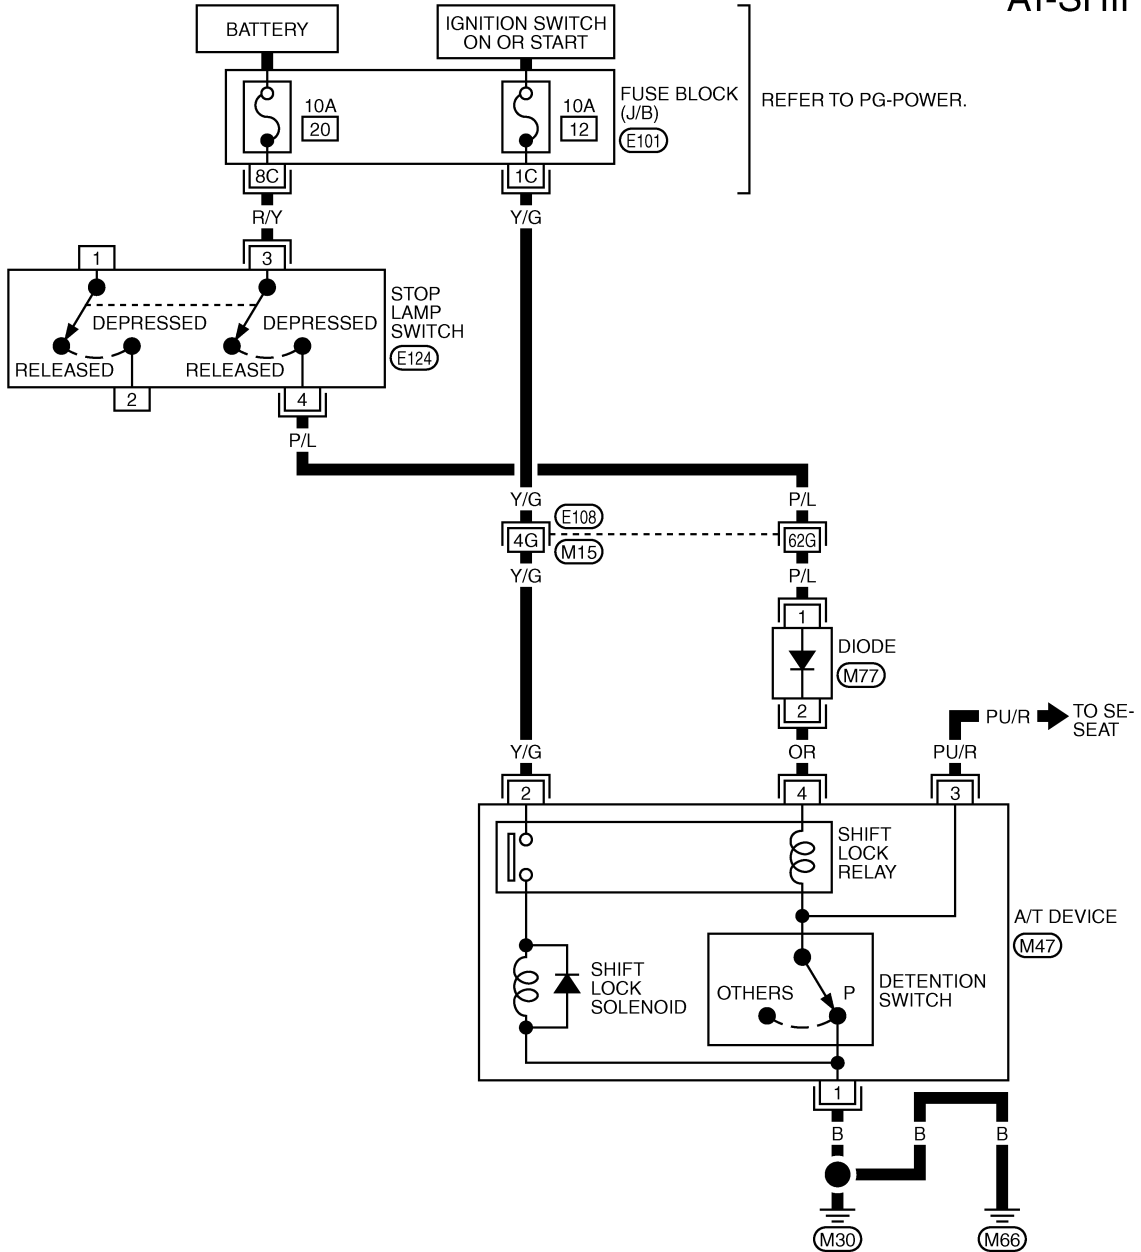 BATTERY
IGNITION SWITCH
ON OR START
10A
20
10A
12
FUSE BLOCK
(J/B)
E101
REFER TO PG-POWER.
8C
1C
R/Y
Y/G
1
3
STOP
LAMP
SWITCH
E124
DEPRESSED
DEPRESSED
RELEASED
RELEASED
2
4
P/L
Y/G
P/L
E108
4G
62G
M15
Y/G
P/L
1
DIODE
M77
2
PU/R
TO SE-
SEAT
Y/G
OR
PU/R
2
4
3
SHIFT
LOCK
RELAY
A/T DEVICE
M47
SHIFT
LOCK
SOLENOID
OTHERS
P
DETENTION
SWITCH
1
B
B
B
M30
M66